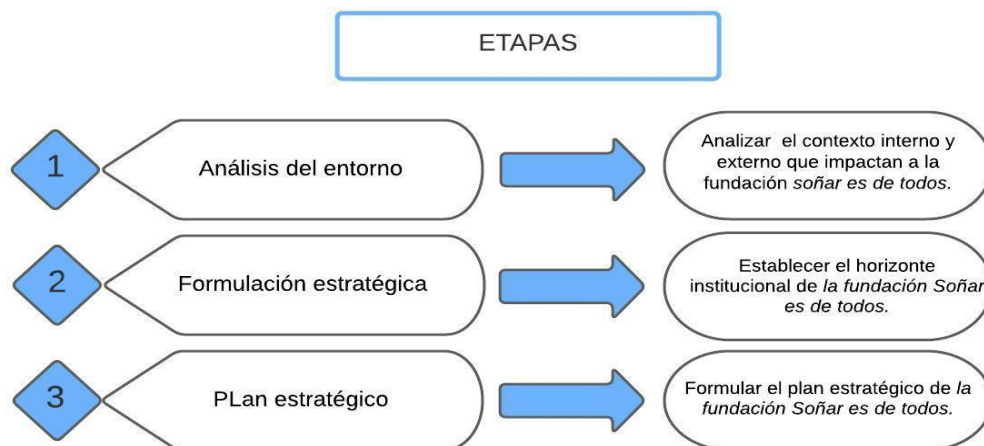 ETAPAS
1
Análisis del entorno
Analizar el contexto interno y
externo que impactan a la
fundación soñar es de todos.
2
Formulación estratégica
Establecer el horizonte
institucional de la fundación Soñar
es de todos.
3
PLan estratégico
Formular el plan estratégico de la
fundación Soñar es de todos.